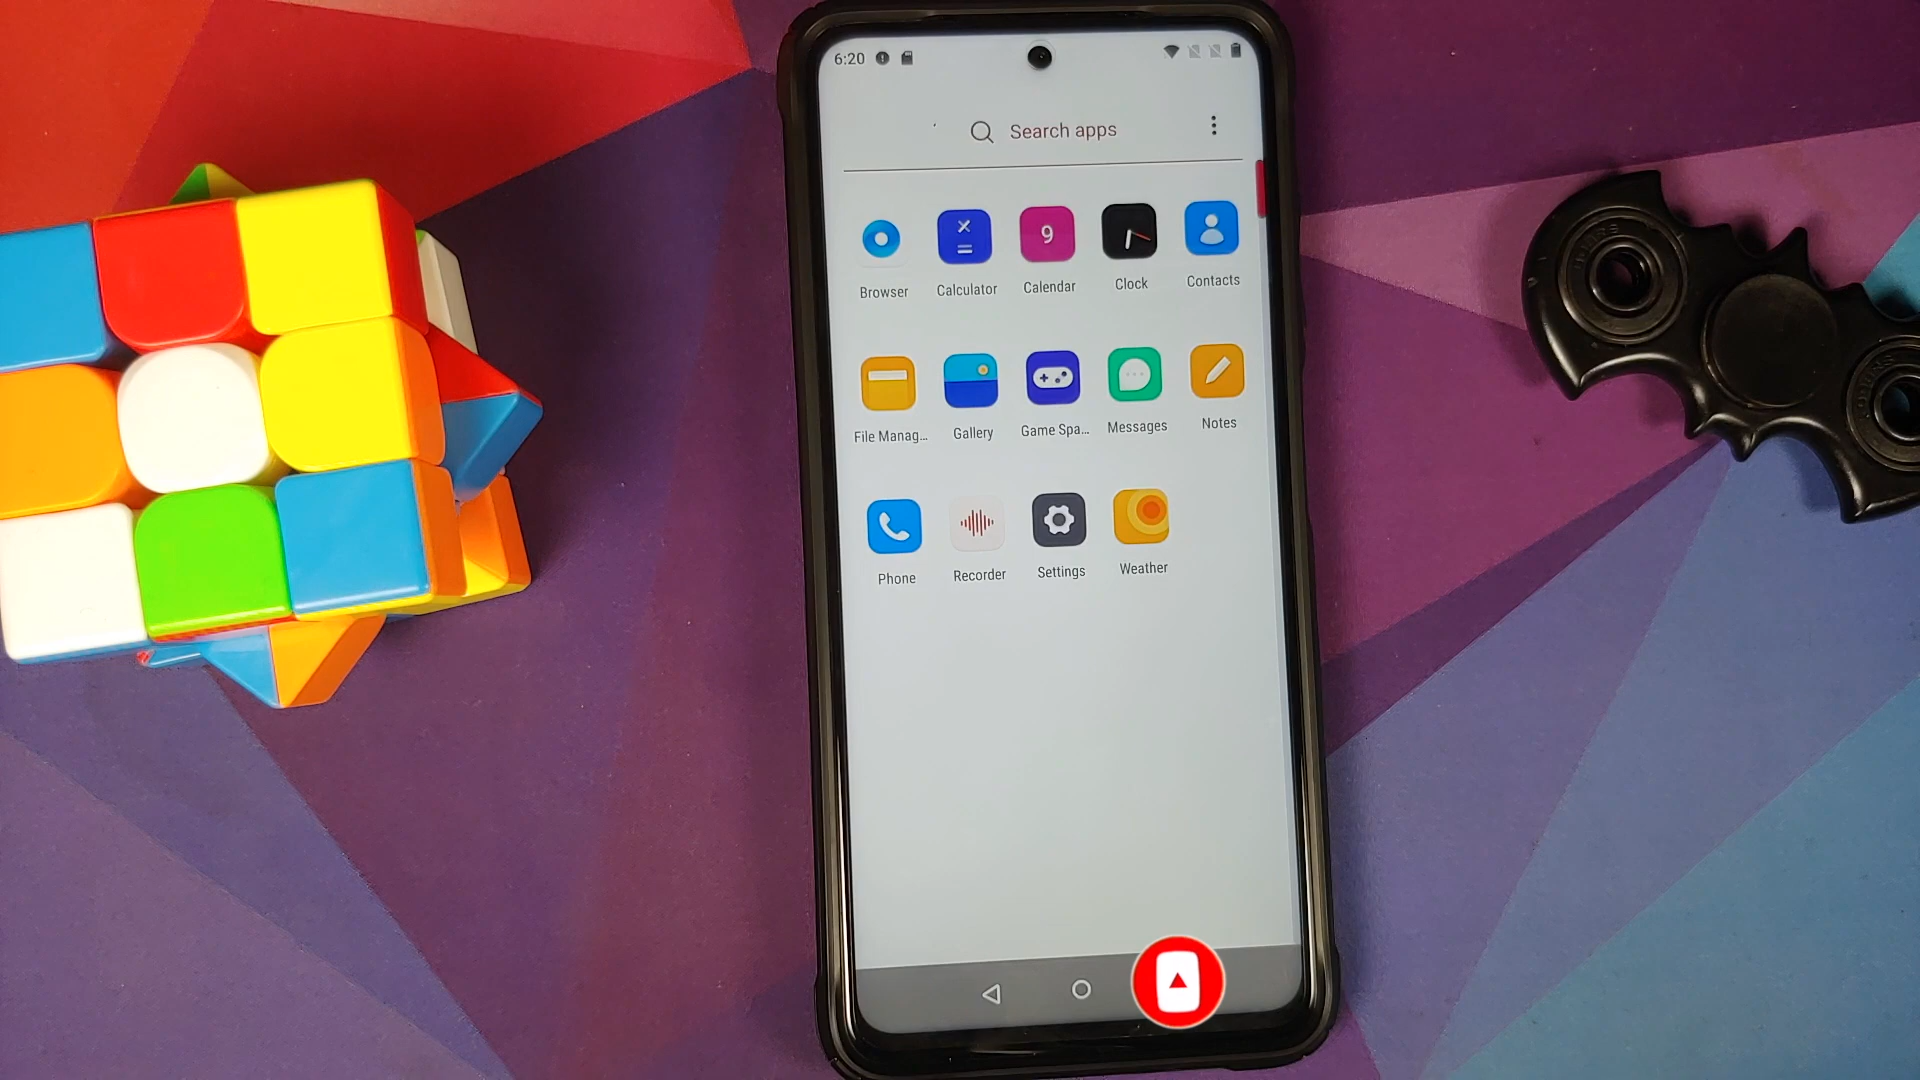 6:20
Search apps
9
Browser Calculator Calendar Clock Contacts
File Manag... Gallery Game Spa... Messages Notes
Phone Recorder Settings Weather